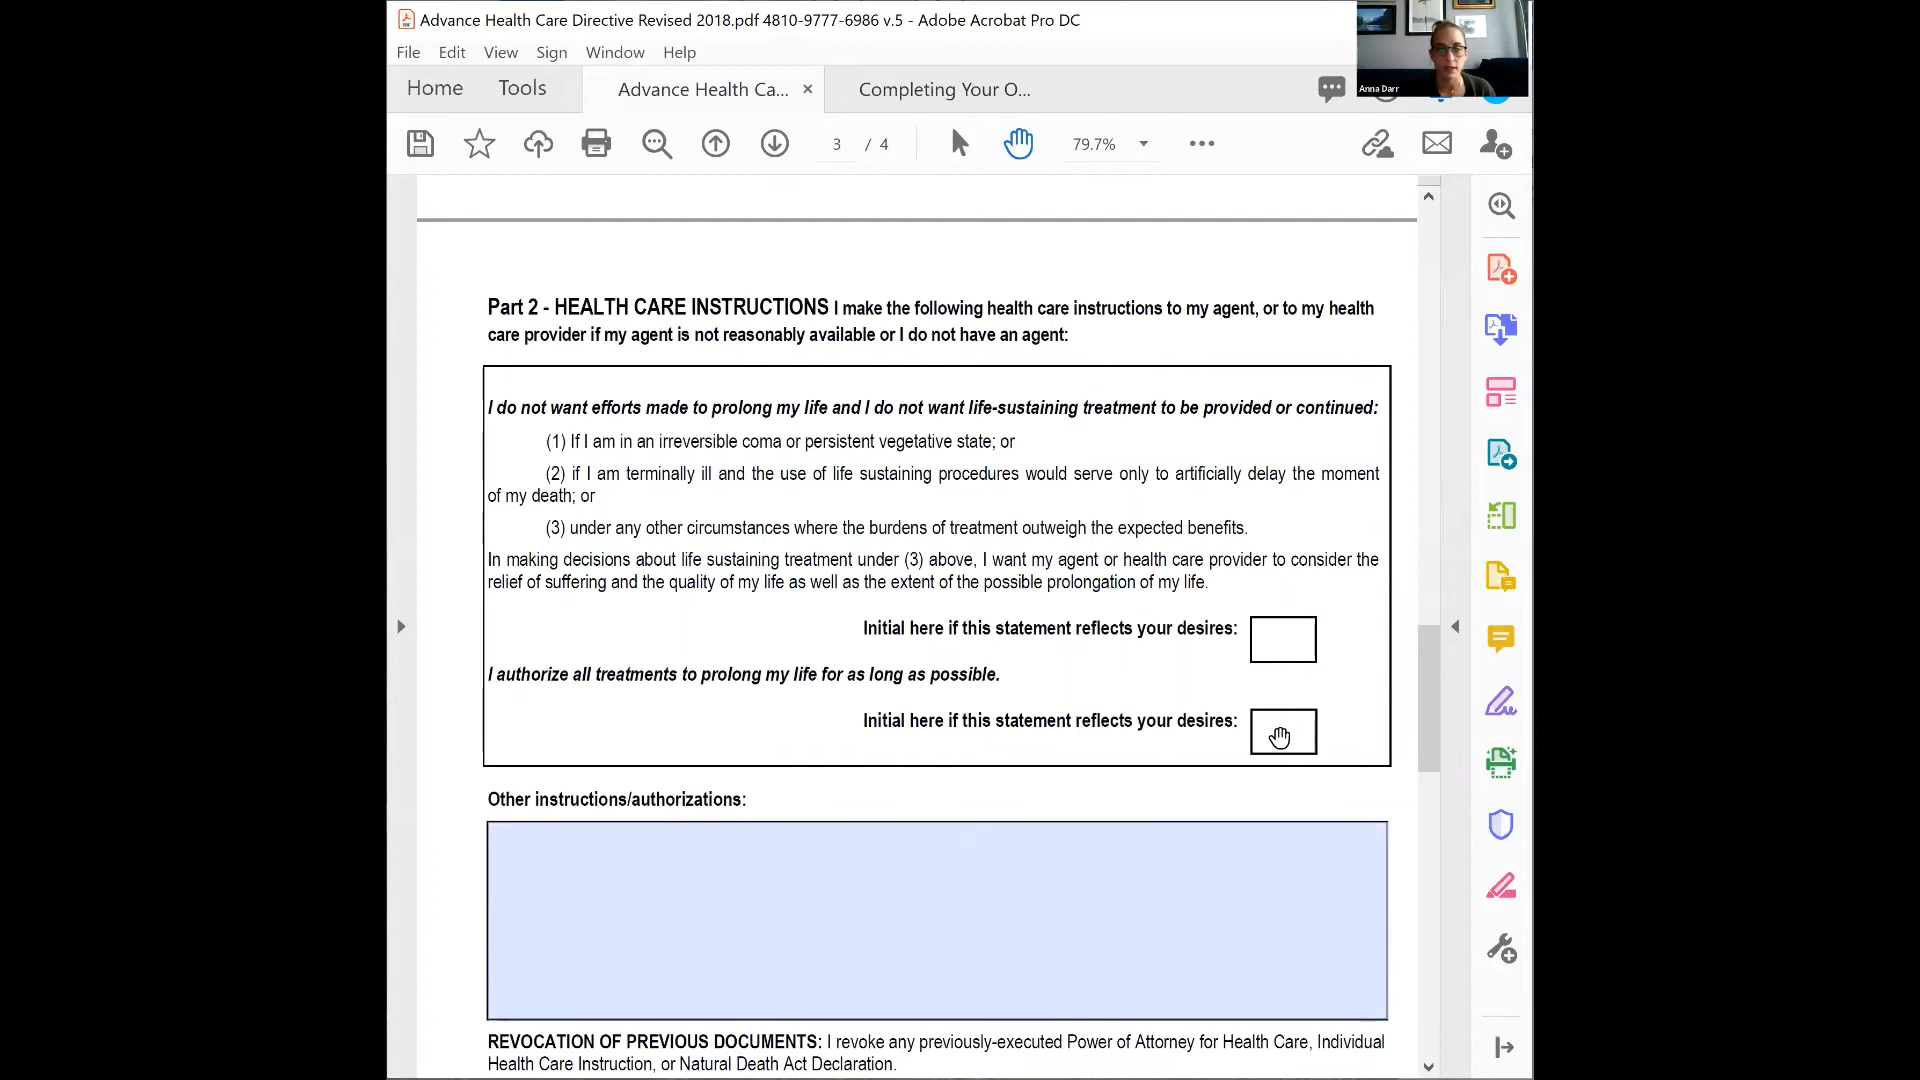 Advance Health Care Directive Revised 2018.pdf 4810-9777-6986 v.5 - Adobe Acrobat Pro DC
File Edit View Sign Window Help
Home Tools Advance Health Ca... × Completing Your O...
Anna Darr
3 / 4 79.7%
Part 2 - HEALTH CARE INSTRUCTIONS I make the following health care instructions to my agent, or to my health
care provider if my agent is not reasonably available or I do not have an agent:
I do not want efforts made to prolong my life and I do not want life-sustaining treatment to be provided or continued:
(1) If I am in an irreversible coma or persistent vegetative state; or
(2) if I am terminally ill and the use of life sustaining procedures would serve only to artificially delay the moment
of my death; or
(3) under any other circumstances where the burdens of treatment outweigh the expected benefits.
In making decisions about life sustaining treatment under (3) above, I want my agent or health care provider to consider the
relief of suffering and the quality of my life as well as the extent of the possible prolongation of my life.
Initial here if this statement reflects your desires:
I authorize all treatments to prolong my life for as long as possible.
Initial here if this statement reflects your desires:
Other instructions/authorizations:
REVOCATION OF PREVIOUS DOCUMENTS: I revoke any previously-executed Power of Attorney for Health Care, Individual
Health Care Instruction, or Natural Death Act Declaration.